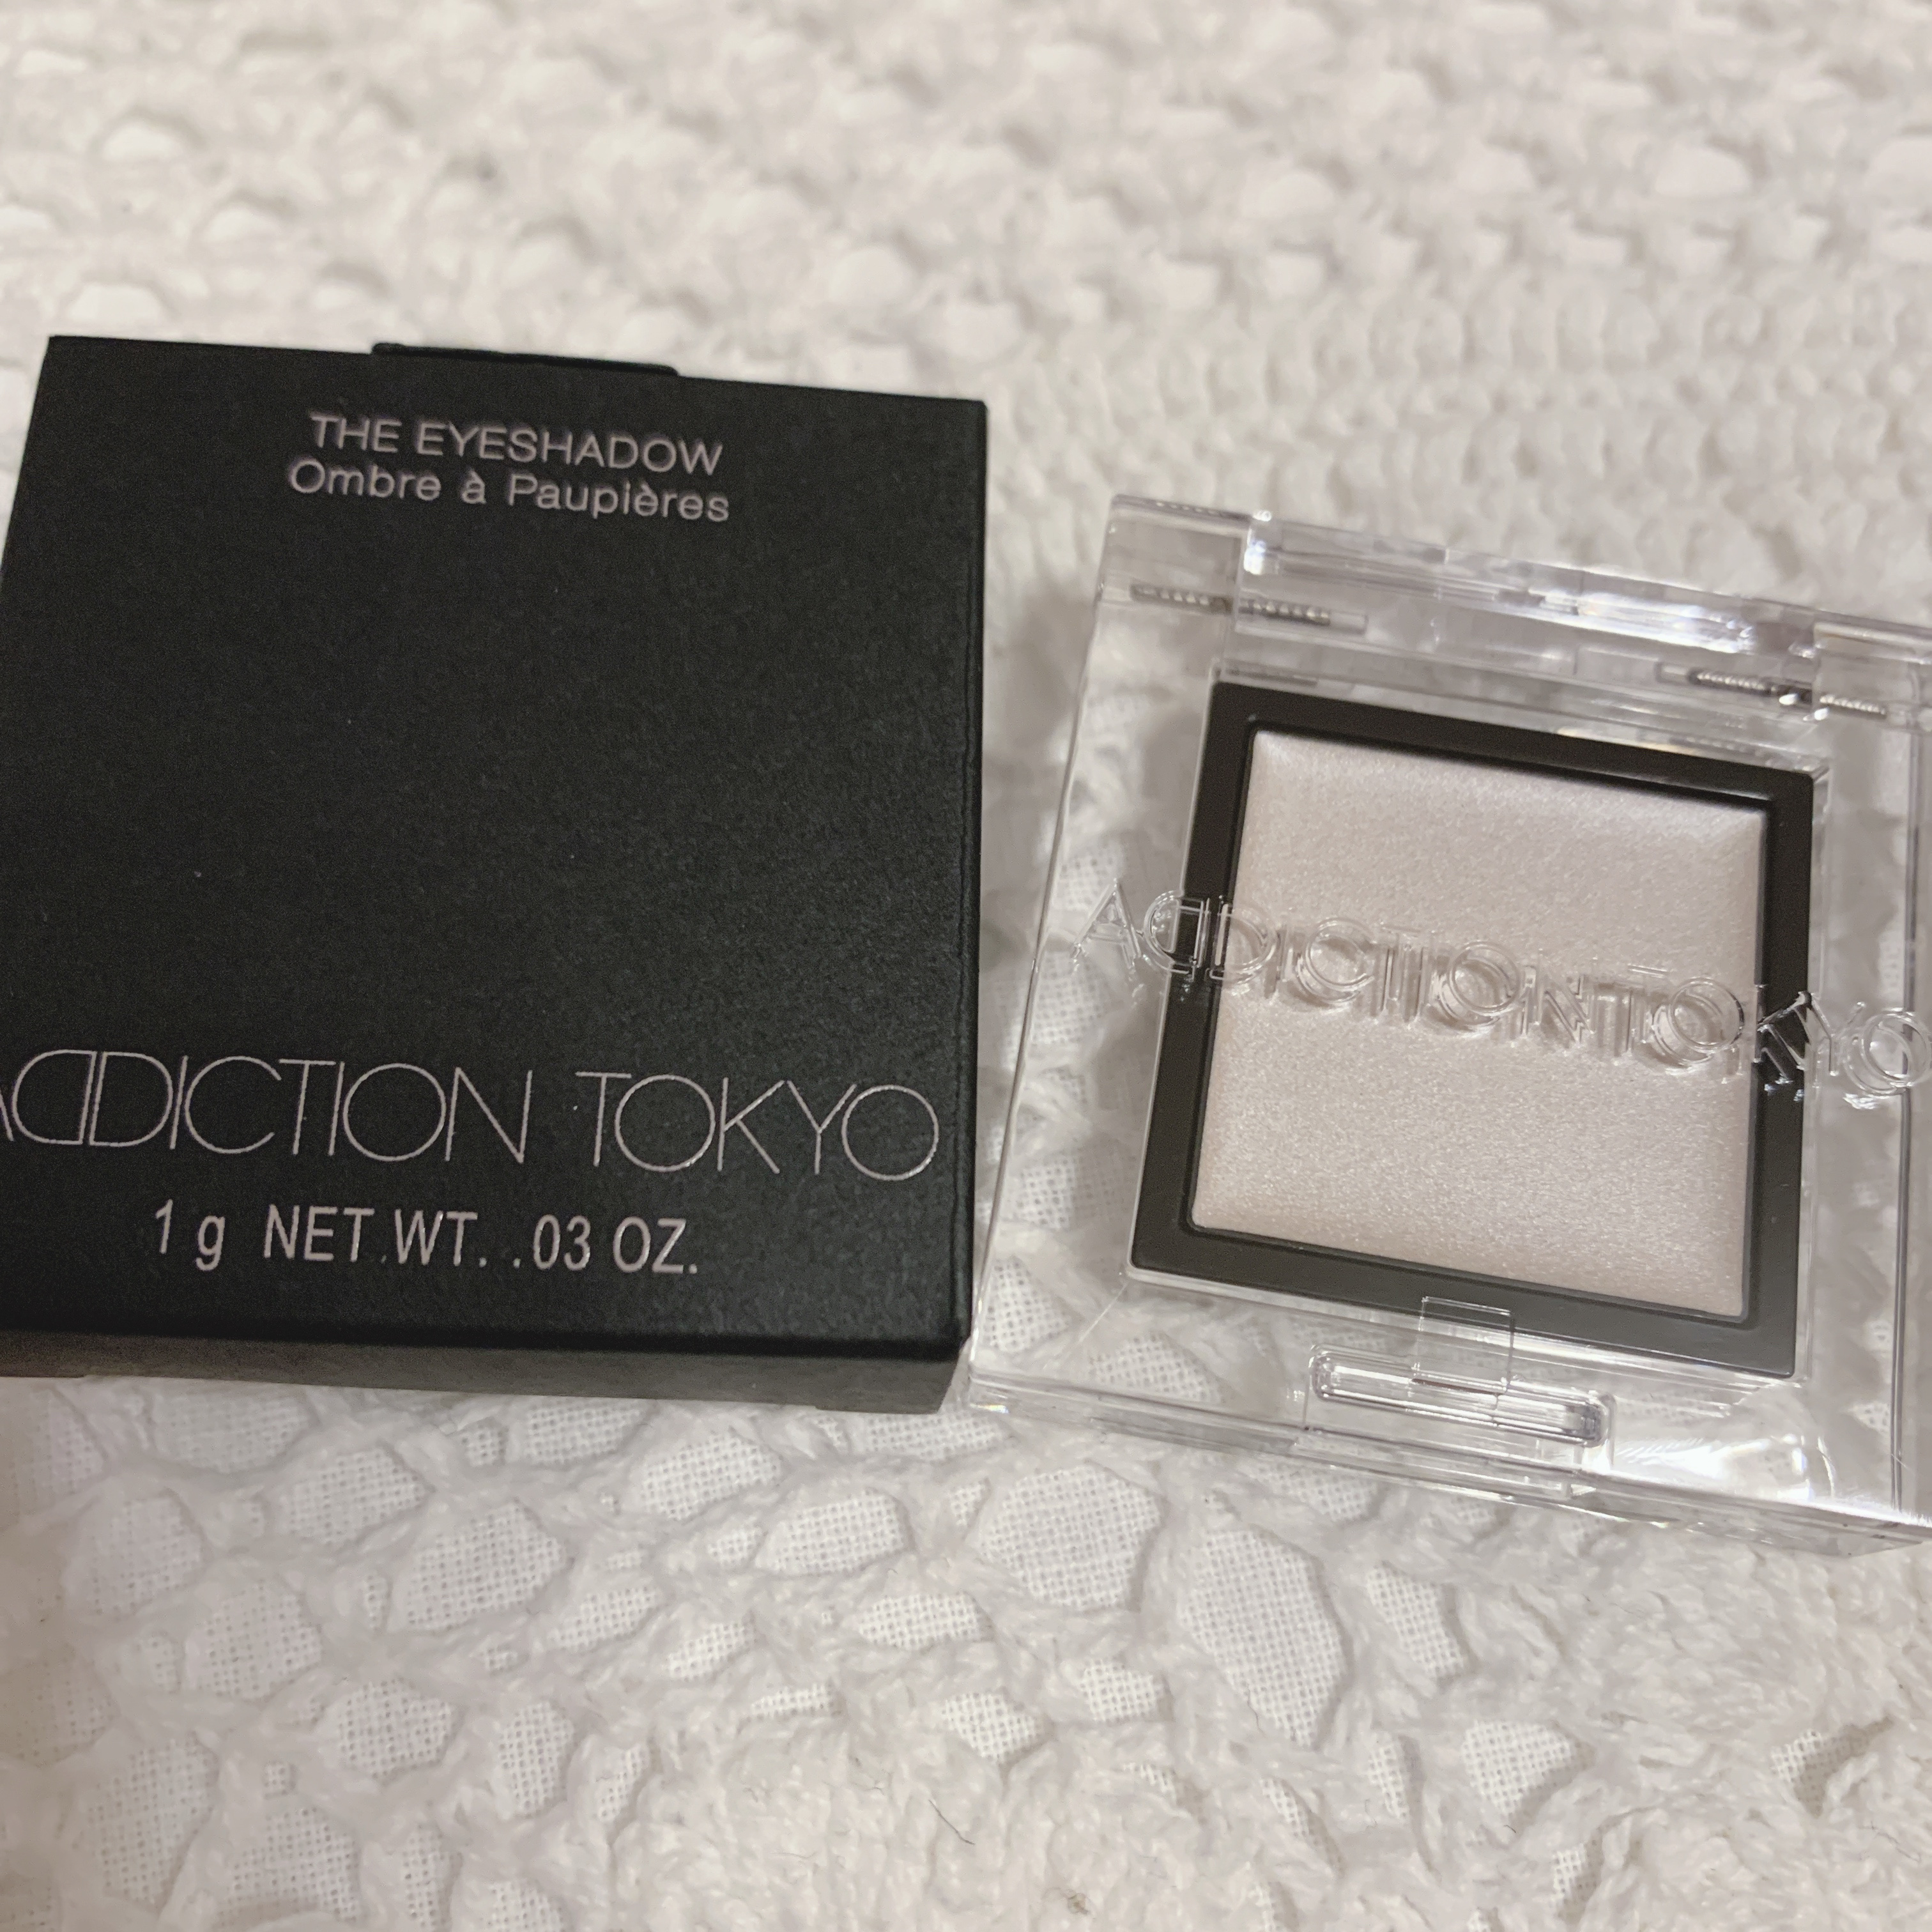 THE EYESHADOW
Ombre à Paupières
ADDICTION TOKYO
1 g NET WT. .03 OZ.
ADDICTION TOKYO